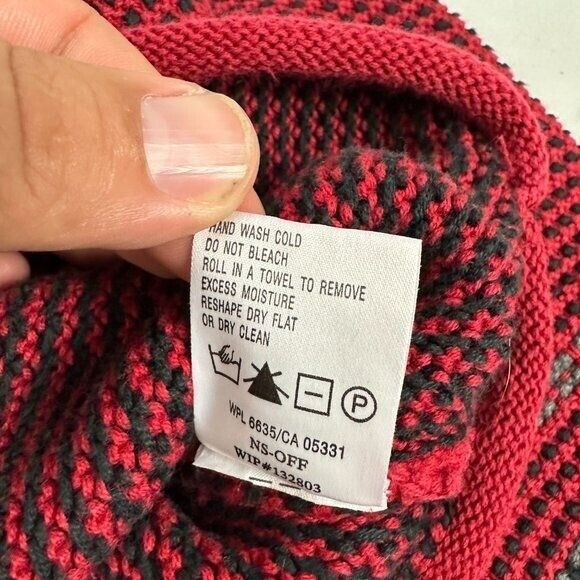 HAND WASH COLD
DO NOT BLEACH
ROLL IN A TOWEL TO REMOVE
EXCESS MOISTURE
RESHAPE DRY FLAT
OR DRY CLEAN
P
WPL 6635/CA 05331
NS-OFF
WIP#132803